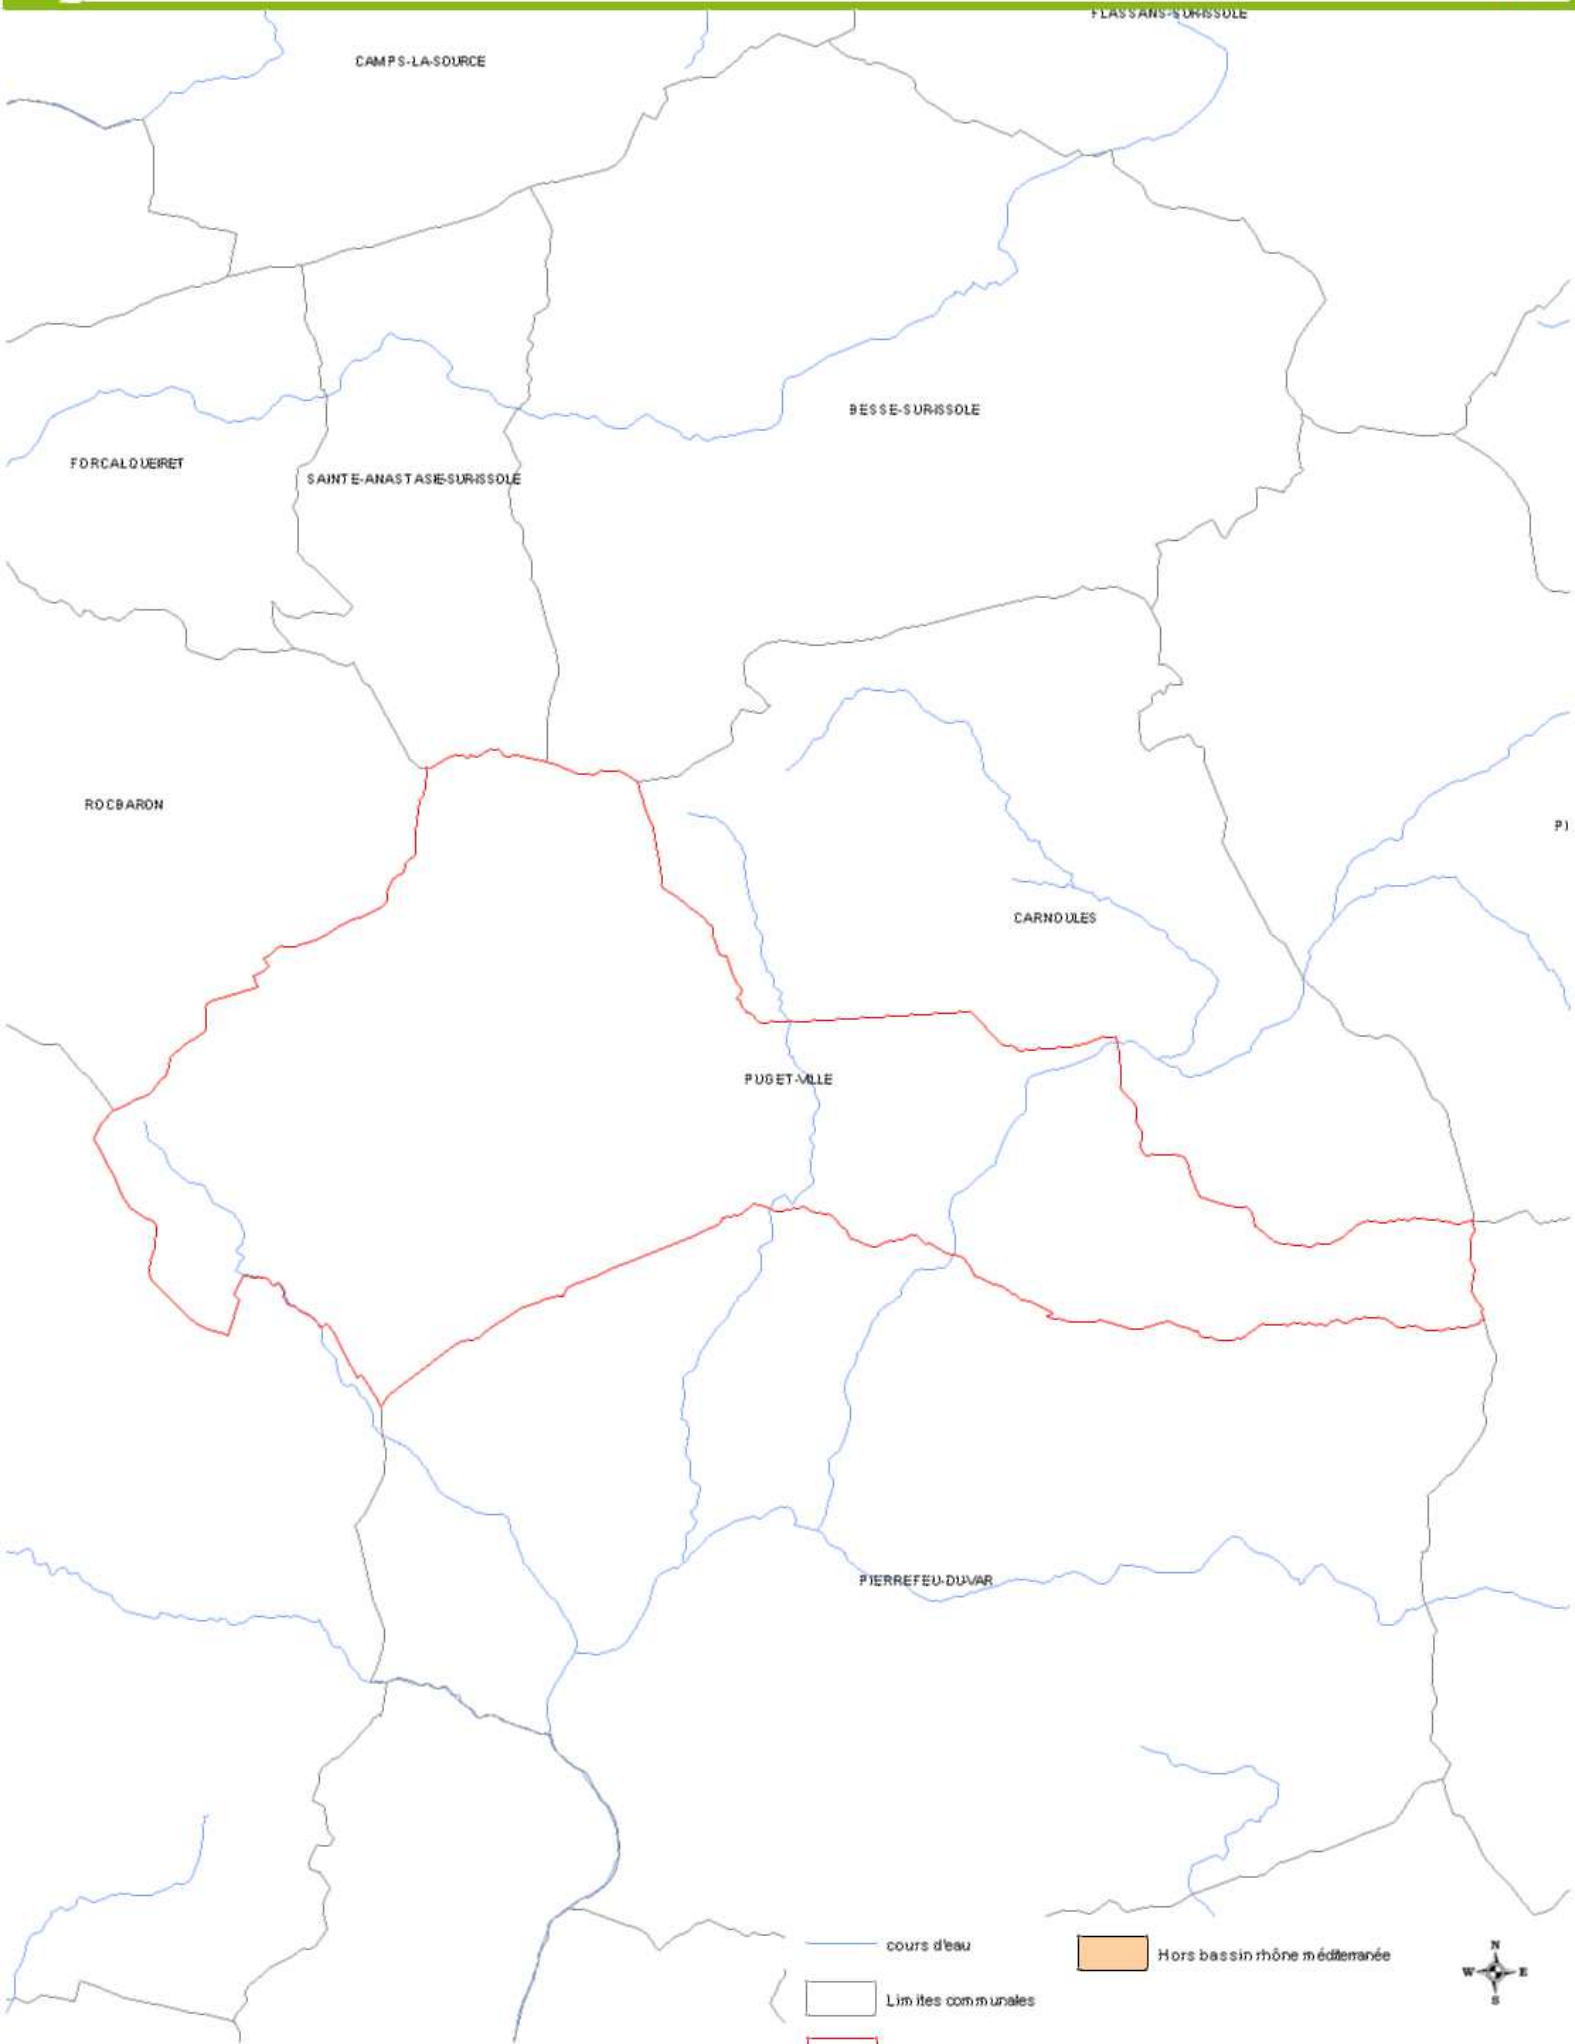 FLASSANS-SUR-ISSOLE
CAMPS-LA-SOURCE
BESSE-SUR-ISSOLE
FORCALQUEIRET
SAINTE-ANASTASIE-SUR-ISSOLE
ROCBARON
PI
CARNOULES
PUGET-VILLE
PIERREFEU-DU-VAR
cours d'eau
Hors bassin rhône méditerranée
N
W E
S
Limites communales